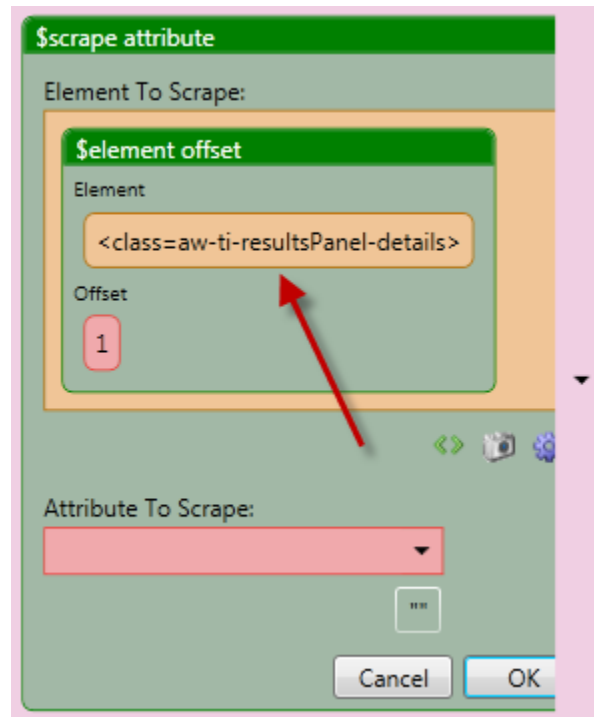 $scrape attribute
Element To Scrape:
$element offset
Element
<class=aw-ti-resultsPanel-details>
Offset
1
Attribute To Scrape:
""
Cancel
OK